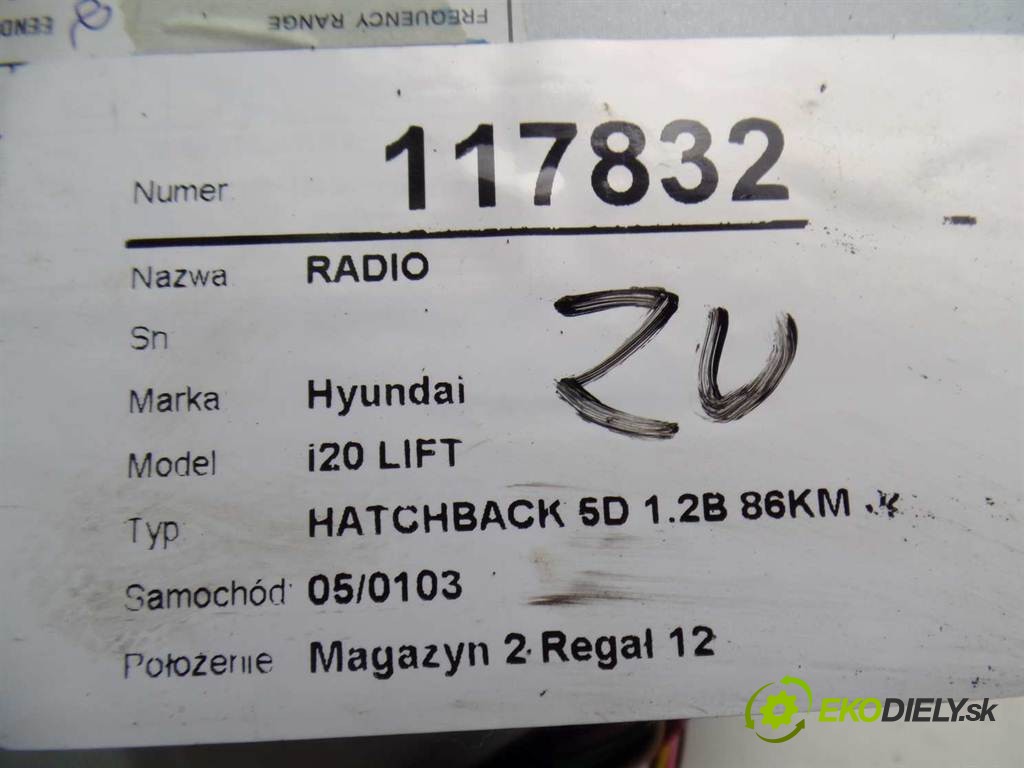 EENDE
FREQUENCY RANGE
Numer 117832
Nazwa RADIO
Sn
ZU
Marka Hyundai
Model i20 LIFT
Typ HATCHBACK 5D 1.2B 86KM
Samochód 05/0103
Położenie Magazyn 2 Regał 12
EKODIELY.sk